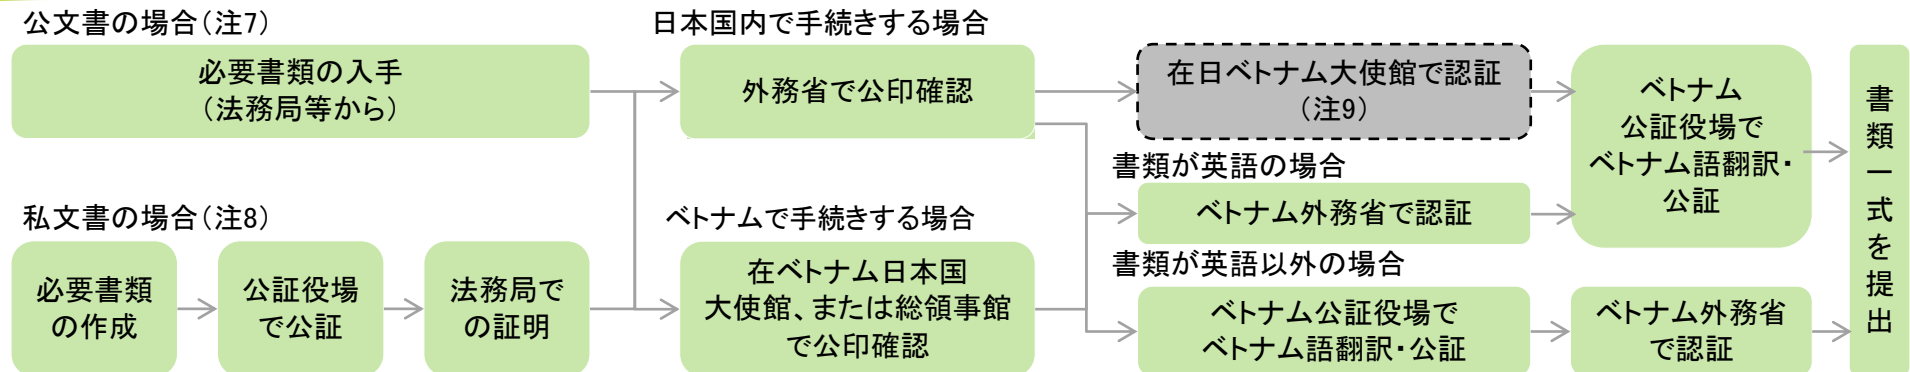 公文書の場合（注7）
必要書類の入手
（法務局等から）
私文書の場合（注8）
必要書類
の作成
公証役場
で公証
法務局で
の証明
日本国内で手続きする場合
外務省で公印確認
ベトナムで手続きする場合
在ベトナム日本国
大使館、または総領事館
で公印確認
在日ベトナム大使館で認証
（注9）
書類が英語の場合
ベトナム外務省で認証
書類が英語以外の場合
ベトナム公証役場で
ベトナム語翻訳・公証
ベトナム
公証役場で
ベトナム語翻訳・
公証
ベトナム外務省
で認証
書類一式を提出